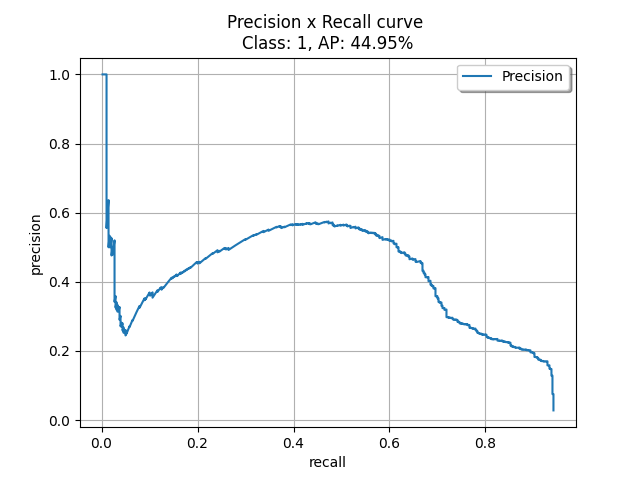 Precision x Recall curve
Class: 1, AP: 44.95%
Precision
1.0
0.8
0.6
0.4
0.2
0.0
precision
0.0 0.2 0.4 0.6 0.8
recall